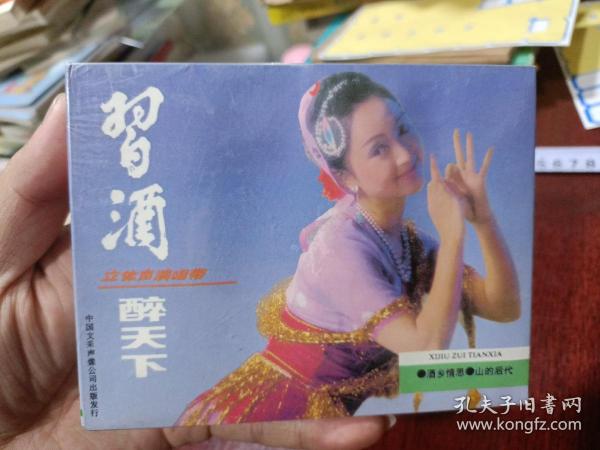 習酒
立体声演唱带
醉天下
中国文采声像公司出版发行
XIJIU ZUI TIANXIA
●酒乡情思●山的后代
孔夫子旧书网
www.kongfz.com